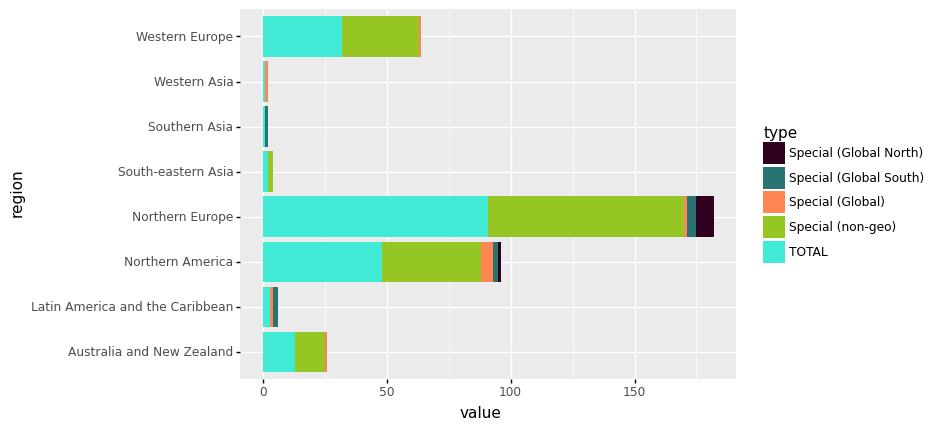 Western Europe
Western Asia
Southern Asia
South-eastern Asia
Northern Europe
Northern America
Latin America and the Caribbean
Australia and New Zealand
region
0 50 100 150
value
type
Special (Global North)
Special (Global South)
Special (Global)
Special (non-geo)
TOTAL